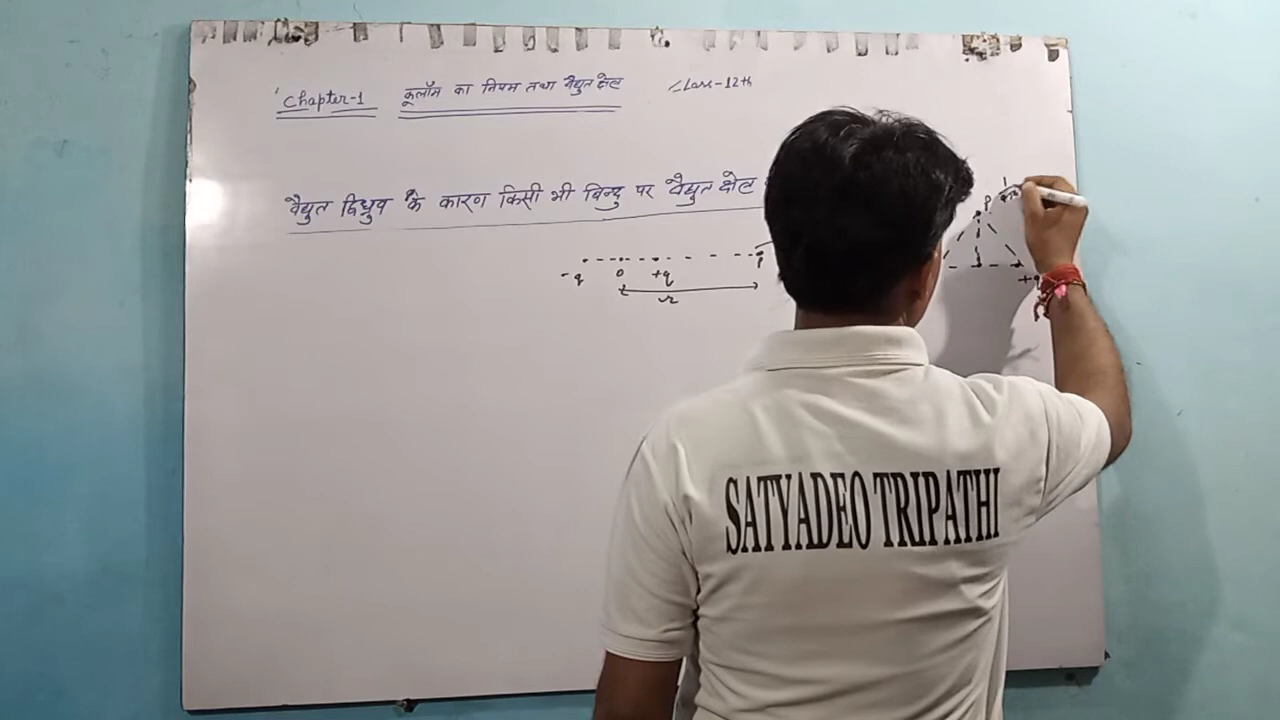 Chapter-1 कूलॉम का नियम तथा वैद्युत क्षेत्र Class-12th
वैद्युत द्विध्रुव के कारण किसी भी बिन्दु पर वैद्युत क्षेत्र
-q O +q P
r
P
+q
SATYADEO TRIPATHI